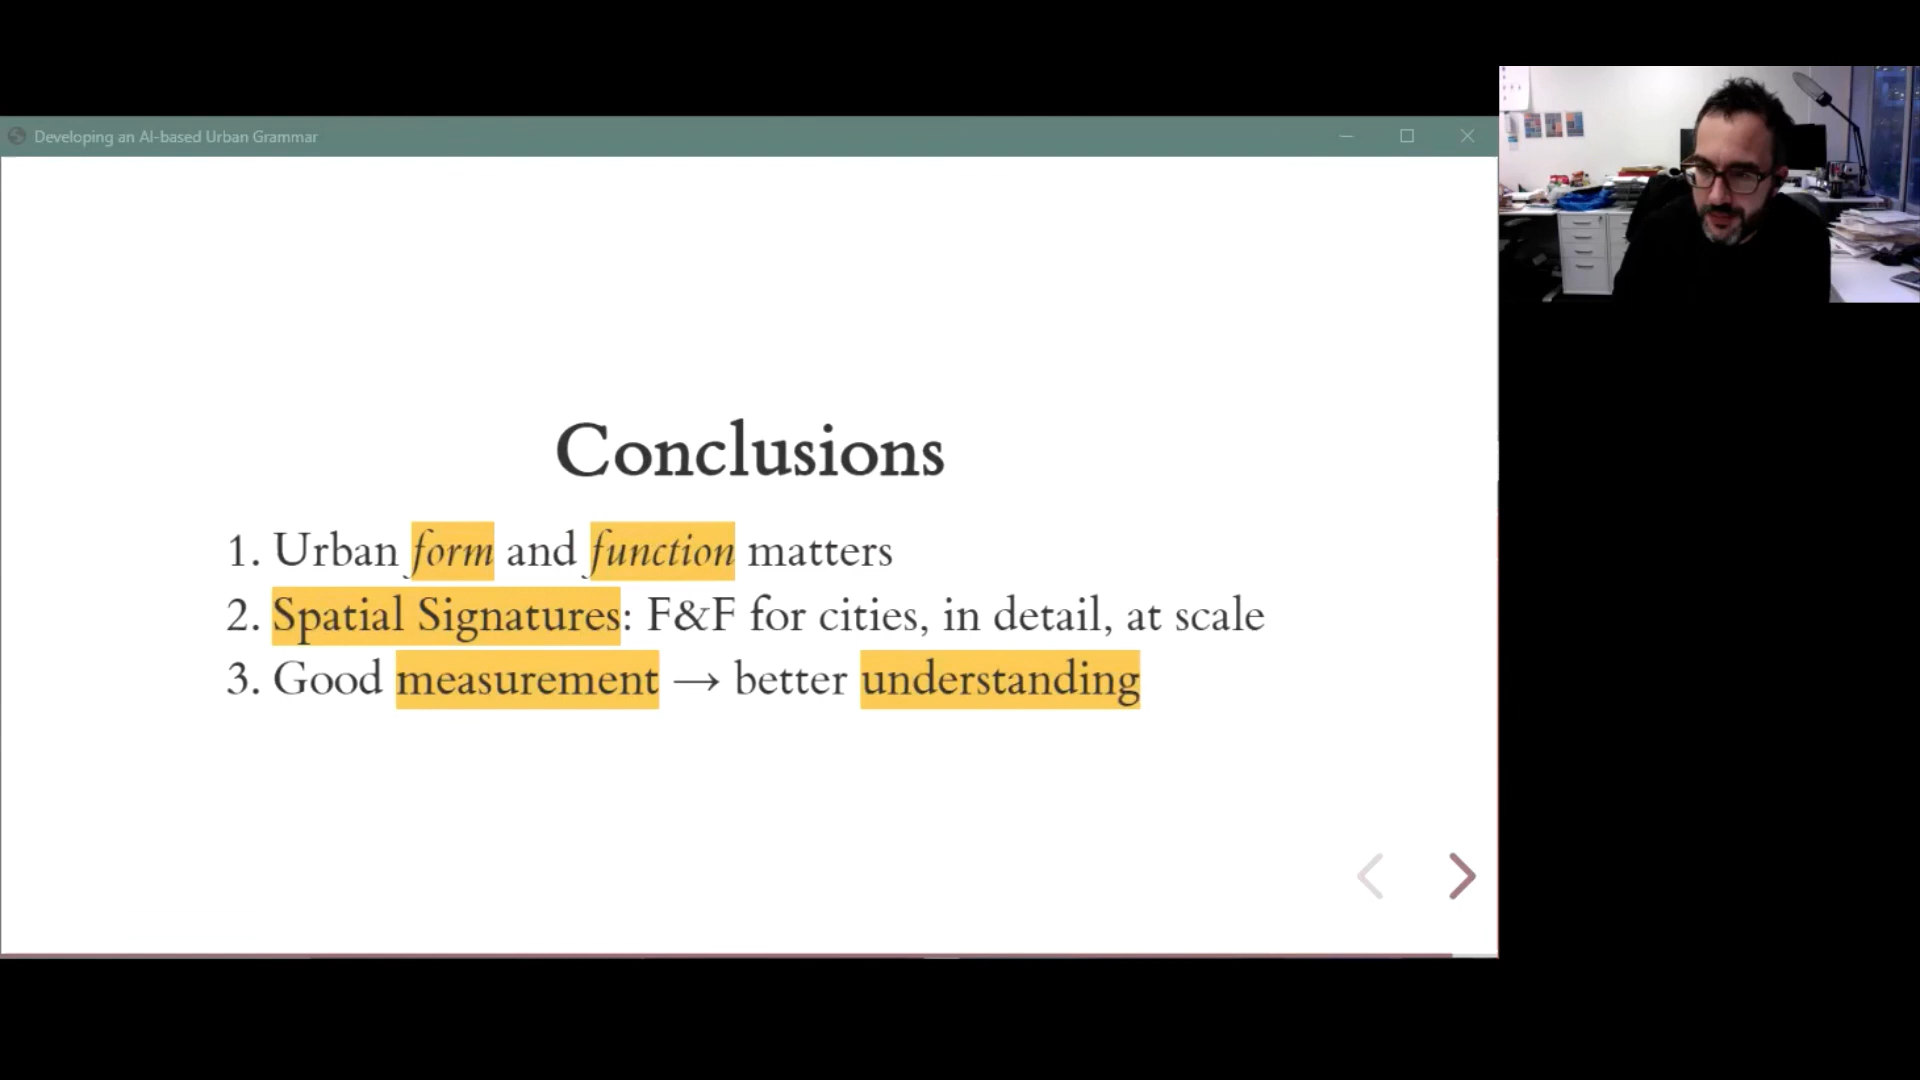 Developing an AI-based Urban Grammar
Conclusions
1. Urban form and function matters
2. Spatial Signatures: F&F for cities, in detail, at scale
3. Good measurement → better understanding